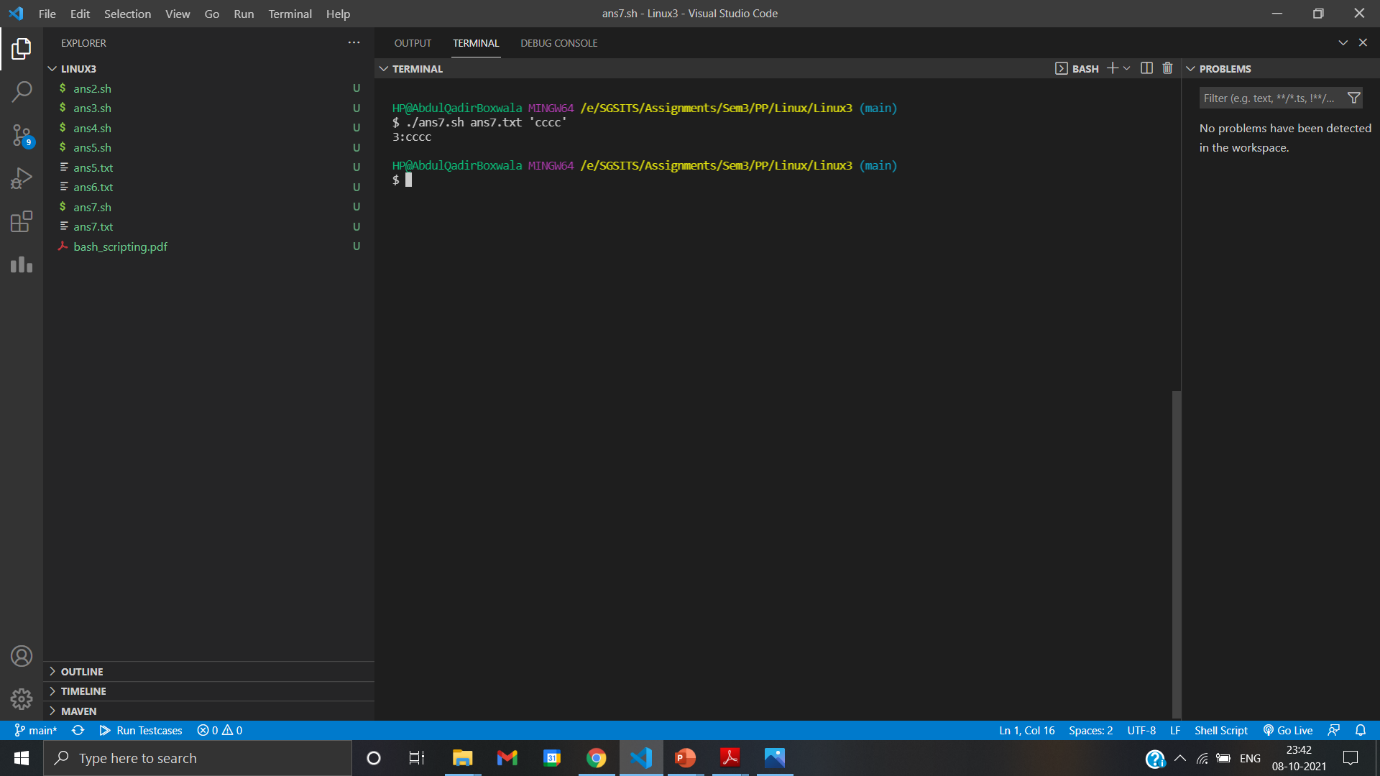 File Edit Selection View Go Run Terminal Help
ans7.sh - Linux3 - Visual Studio Code
EXPLORER
LINUX3
$ ans2.sh U
$ ans3.sh U
$ ans4.sh U
$ ans5.sh U
ans5.txt U
ans6.txt U
$ ans7.sh U
ans7.txt U
bash_scripting.pdf U
9
OUTLINE
TIMELINE
MAVEN
OUTPUT TERMINAL DEBUG CONSOLE
TERMINAL
BASH
HP@AbdulQadirBoxwala MINGW64 /e/SGSITS/Assignments/Sem3/PP/Linux/Linux3 (main)
$ ./ans7.sh ans7.txt 'cccc'
3:cccc
HP@AbdulQadirBoxwala MINGW64 /e/SGSITS/Assignments/Sem3/PP/Linux/Linux3 (main)
$
PROBLEMS
Filter (e.g. text, **/*.ts, !**/...
No problems have been detected
in the workspace.
main* Run Testcases 0 0
Ln 1, Col 16 Spaces: 2 UTF-8 LF Shell Script Go Live
Type here to search
31
ENG
23:42
08-10-2021